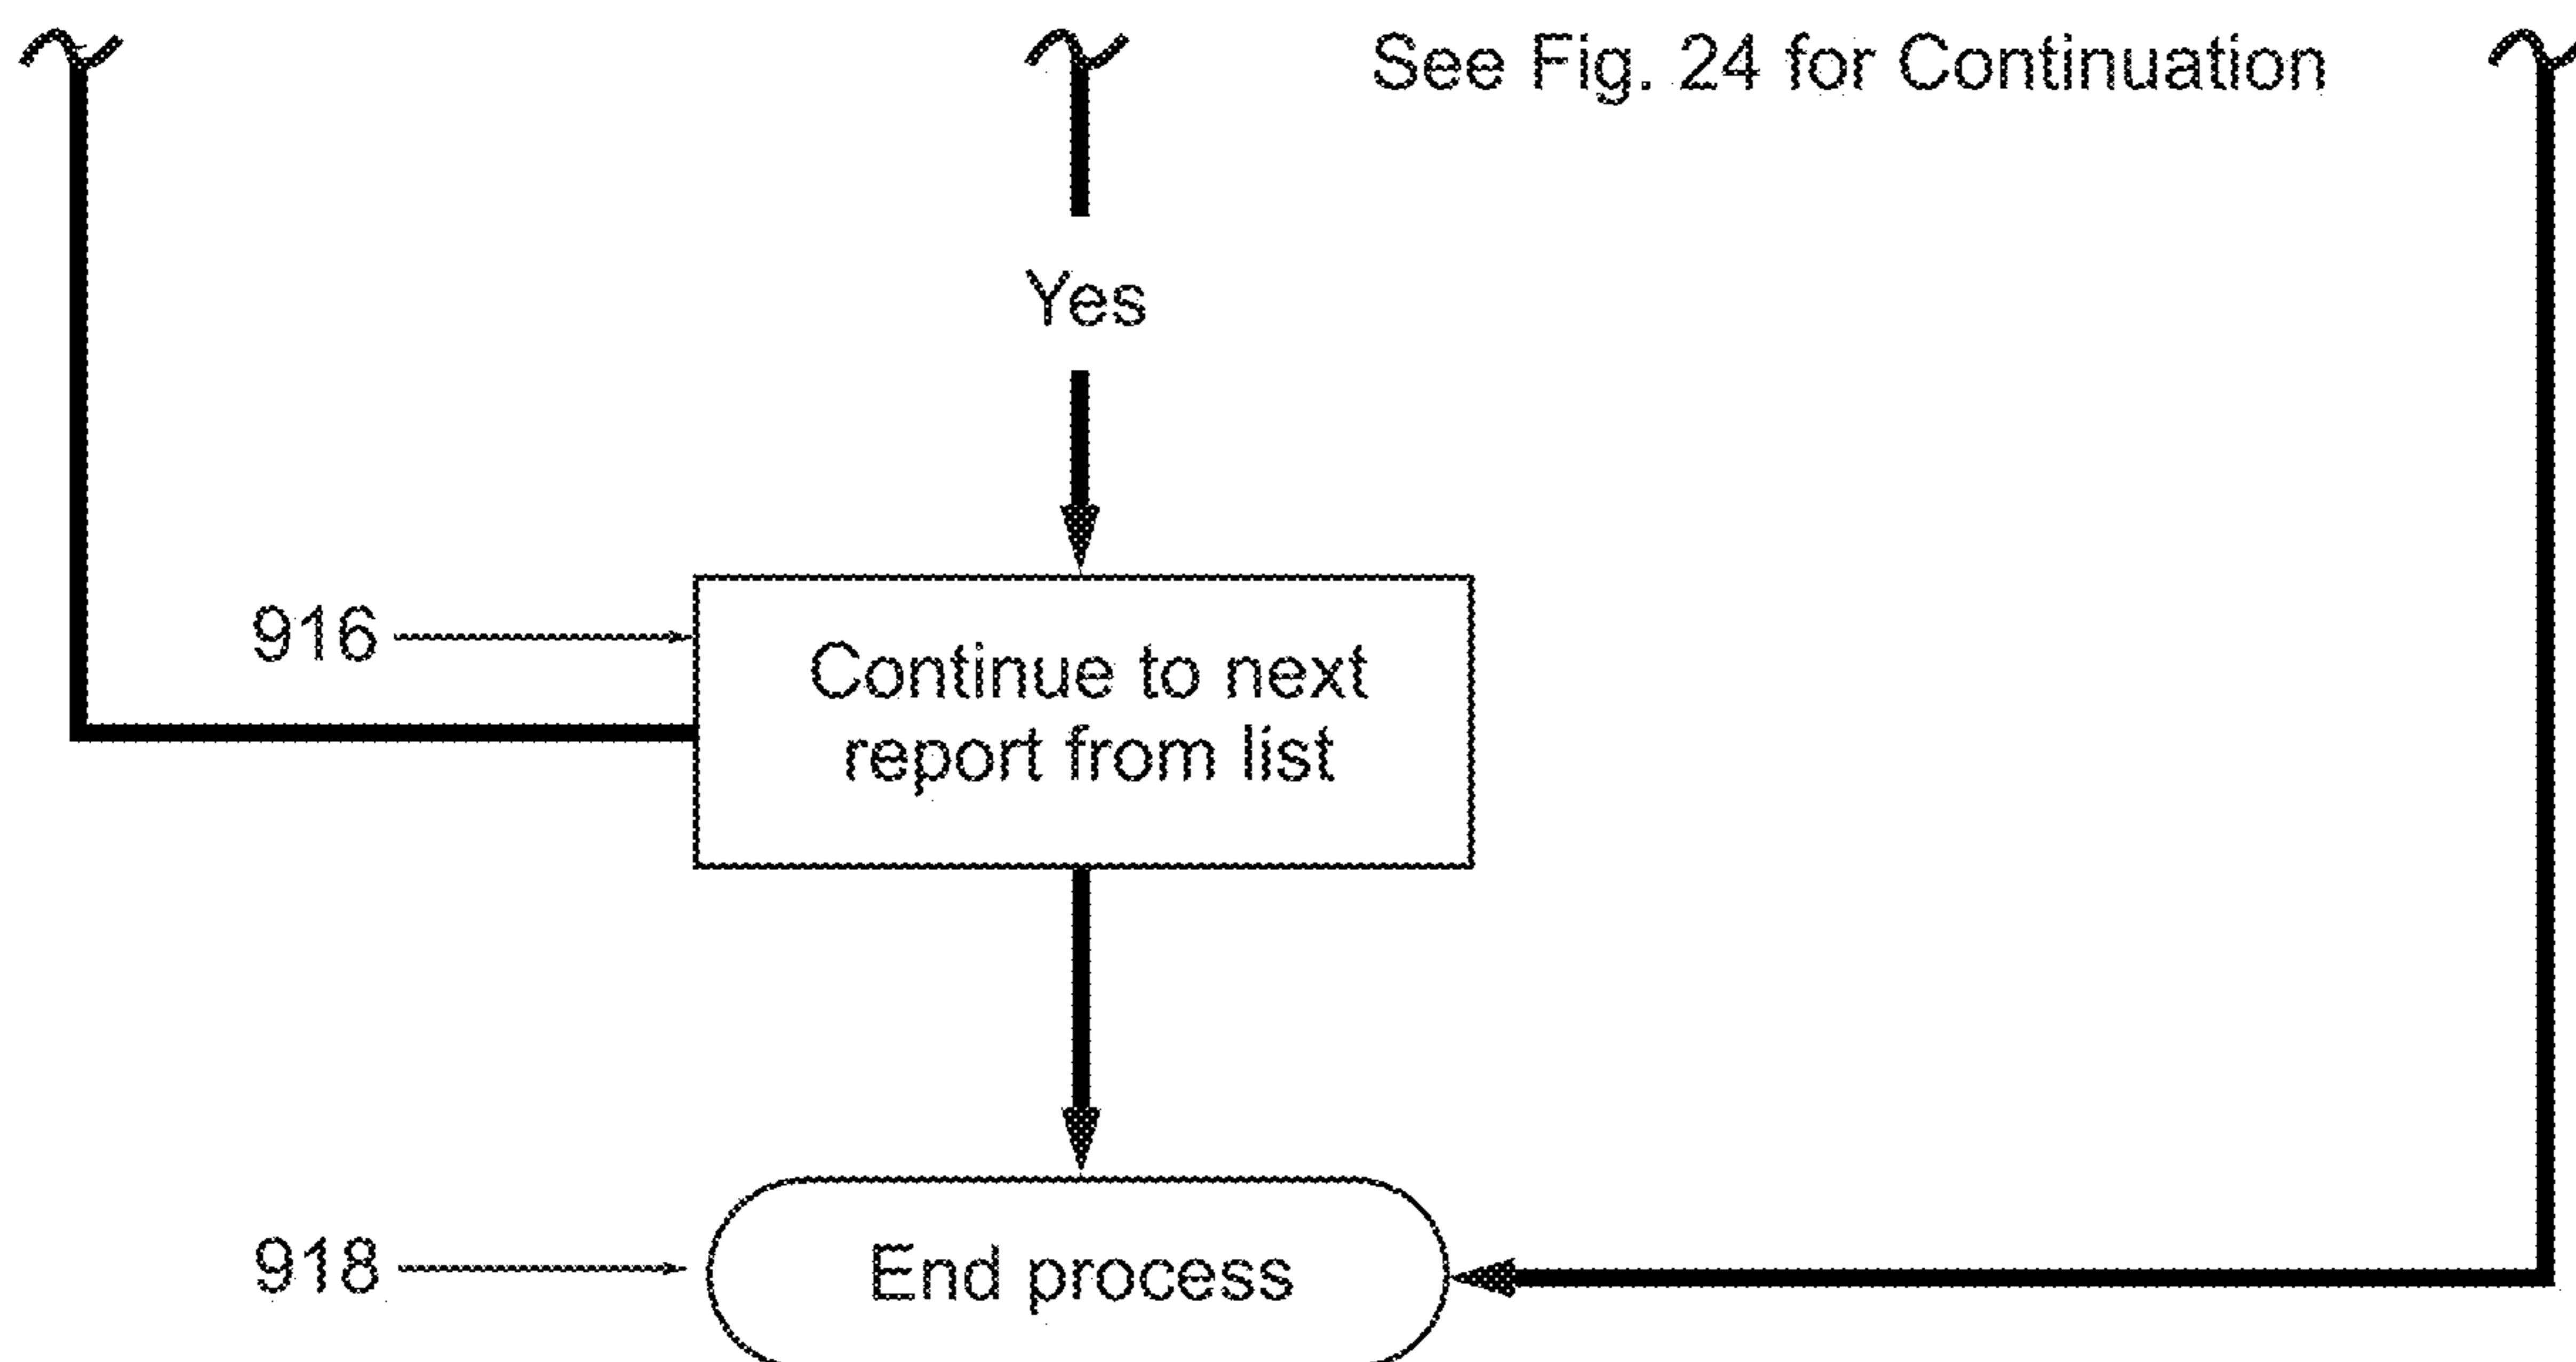 See Fig. 24 for Continuation
Yes
916
Continue to next
report from list
918
End process